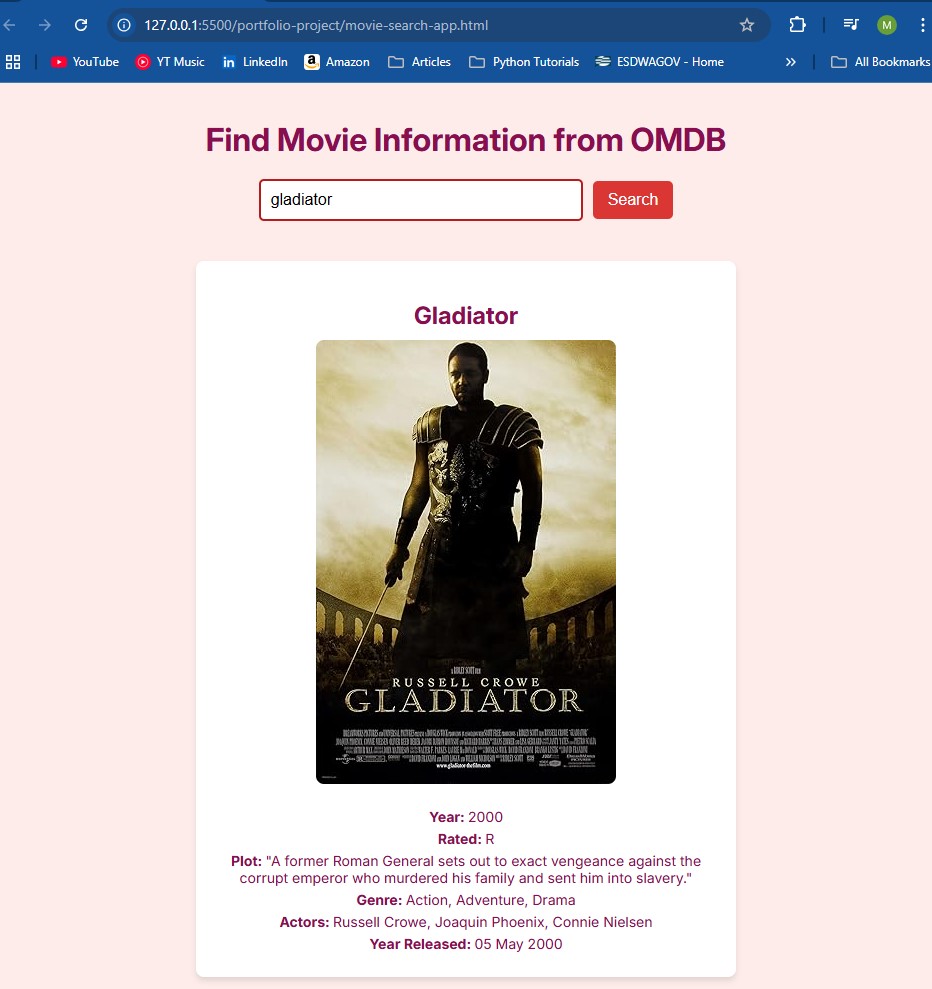 127.0.0.1:5500/portfolio-project/movie-search-app.html
M
YouTube YT Music LinkedIn Amazon Articles Python Tutorials ESDWAGOV - Home » All Bookmarks
Find Movie Information from OMDB
gladiator Search
Gladiator
A RIDLEY SCOTT FILM
RUSSELL CROWE
GLADIATOR
www.gladiator-thefilm.com
Year: 2000
Rated: R
Plot: "A former Roman General sets out to exact vengeance against the
corrupt emperor who murdered his family and sent him into slavery."
Genre: Action, Adventure, Drama
Actors: Russell Crowe, Joaquin Phoenix, Connie Nielsen
Year Released: 05 May 2000